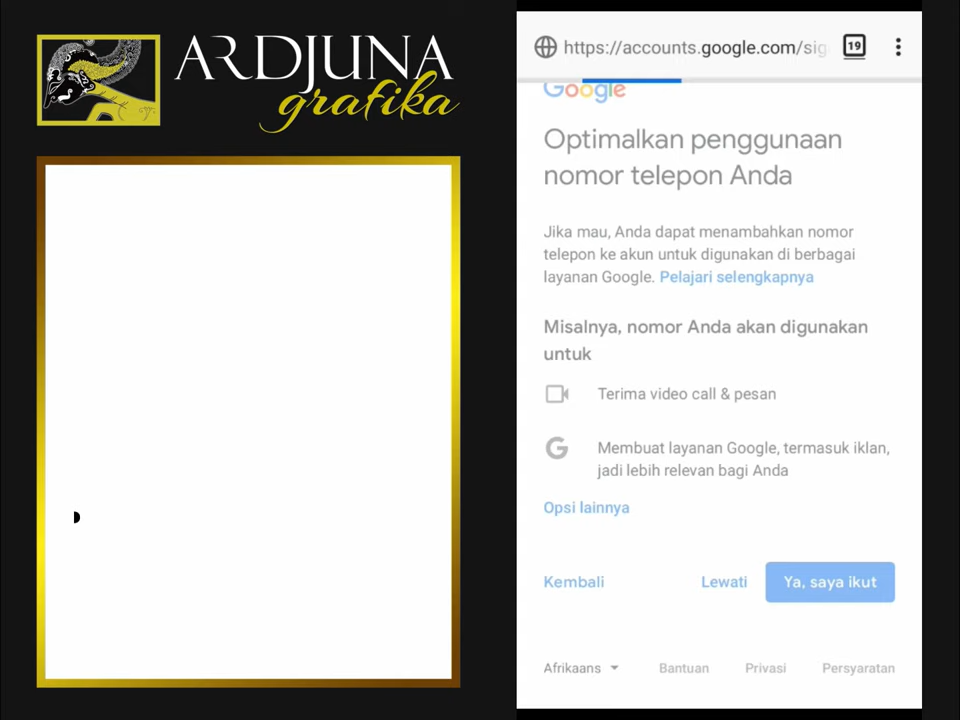 ARDJUNA
grafika
https://accounts.google.com/sig
19
Google
Optimalkan penggunaan
nomor telepon Anda
Jika mau, Anda dapat menambahkan nomor
telepon ke akun untuk digunakan di berbagai
layanan Google. Pelajari selengkapnya
Misalnya, nomor Anda akan digunakan
untuk
Terima video call & pesan
G
Membuat layanan Google, termasuk iklan,
jadi lebih relevan bagi Anda
Opsi lainnya
Kembali Lewati Ya, saya ikut
Afrikaans Bantuan Privasi Persyaratan